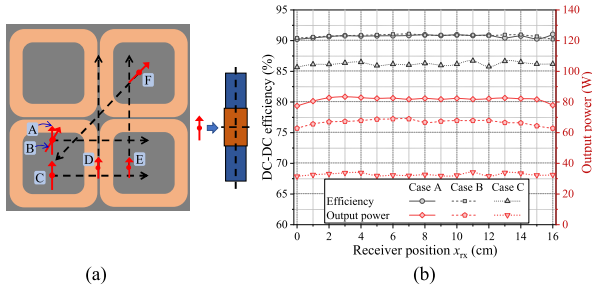 A
B
C
D
E
F
(a)
DC-DC efficiency (%)
95
90
85
80
75
70
65
60
Case A Case B Case C
Efficiency
Output power
0 2 4 6 8 10 12 14 16
Receiver position xrx (cm)
140
120
100
80
60
40
20
0
Output power (W)
(b)